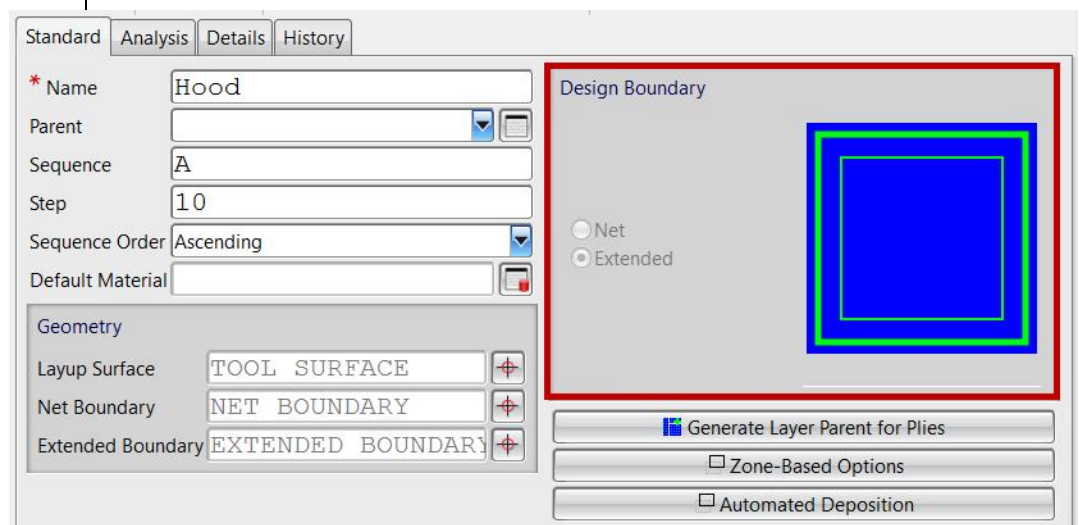 Standard Analysis Details History
* Name Hood
Parent
Sequence A
Step 10
Sequence Order Ascending
Default Material
Geometry
Layup Surface TOOL SURFACE
Net Boundary NET BOUNDARY
Extended Boundary EXTENDED BOUNDARY
Design Boundary
Net
Extended
Generate Layer Parent for Plies
Zone-Based Options
Automated Deposition